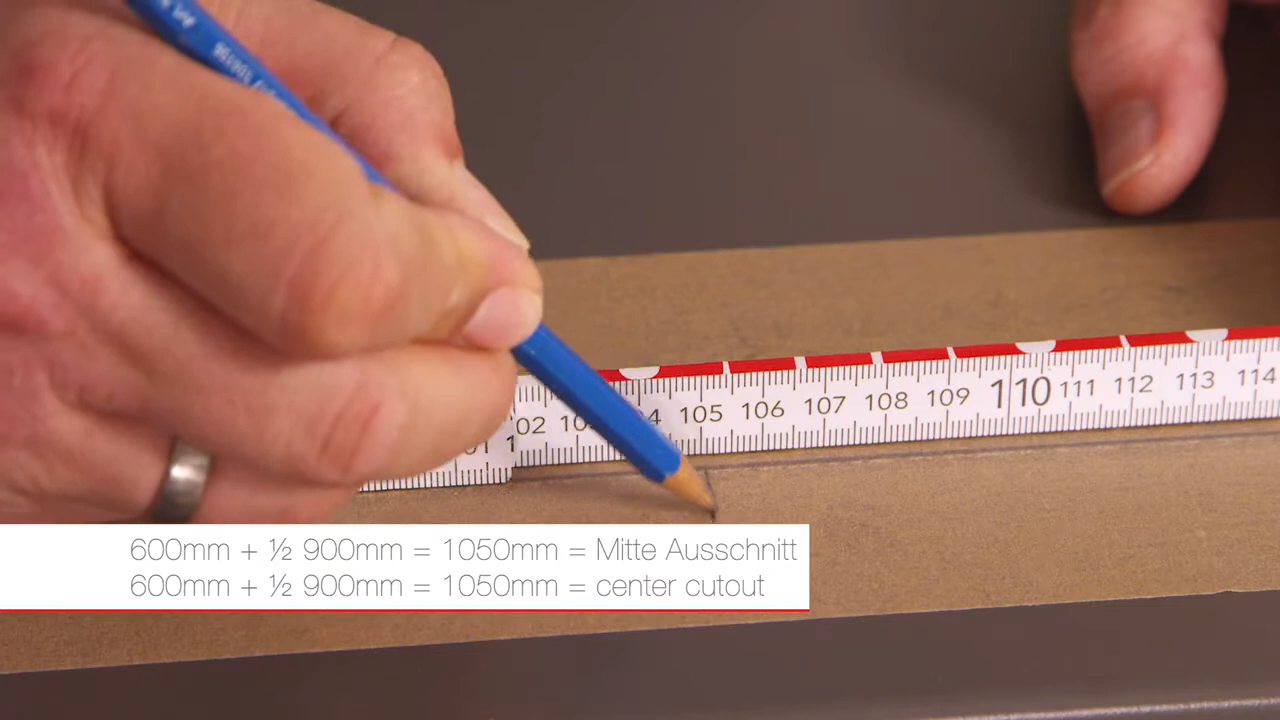 02 105 106 107 108 109 110 111 112 113 114
600mm + ½ 900mm = 1050mm = Mitte Ausschnitt
600mm + ½ 900mm = 1050mm = center cutout